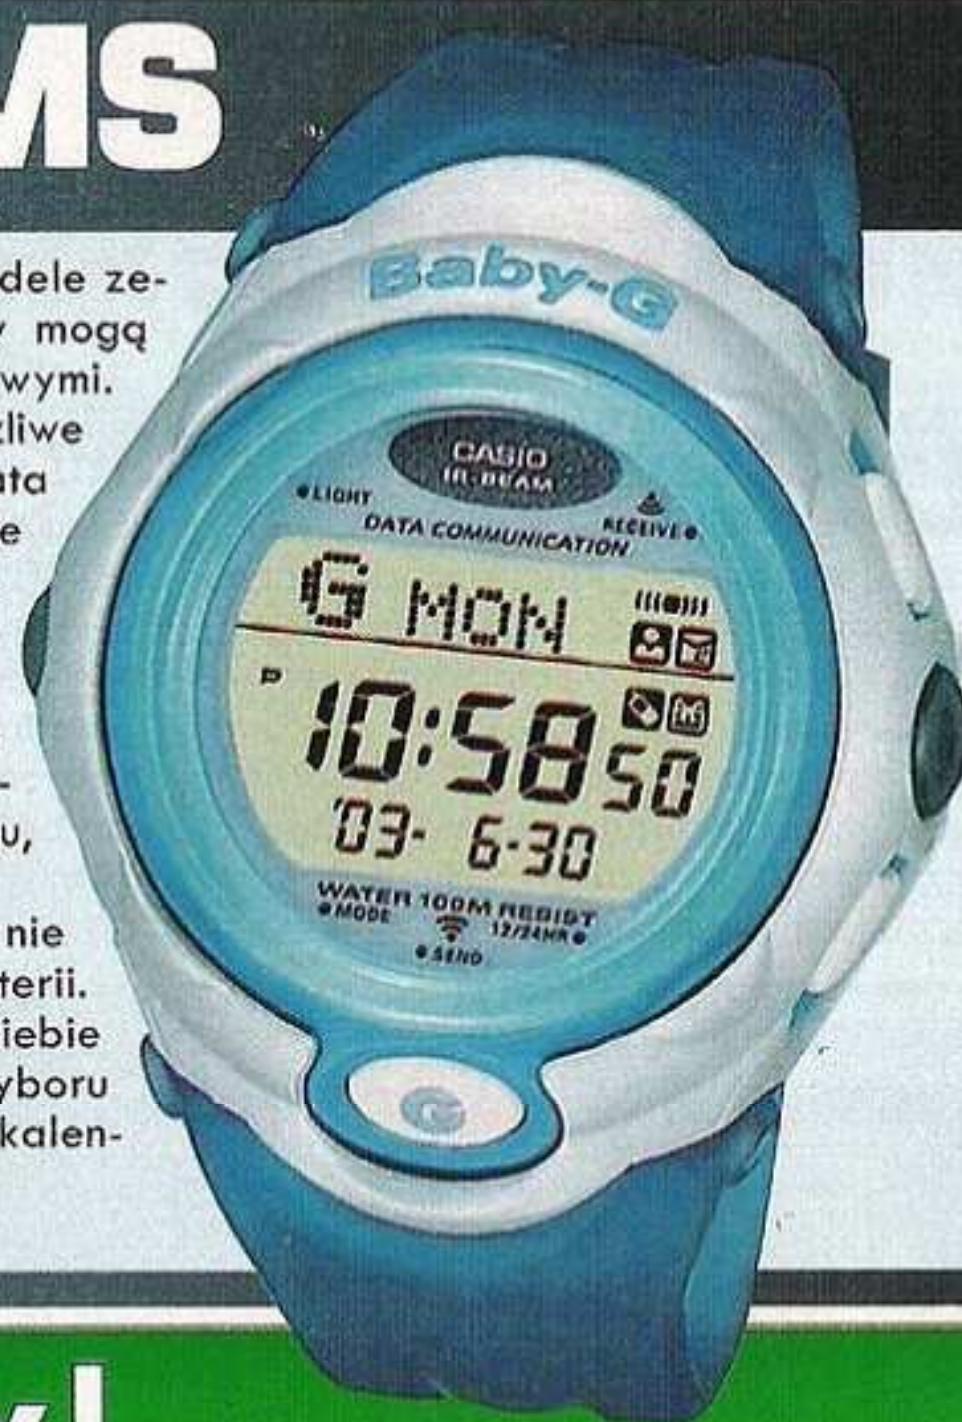 MS
dele ze-
mogą
wymi.
liwe
ata
e
-
u,
nie
terii.
iebie
yboru
kalen-
Baby-G
CASIO
IR-BEAM
LIGHT
RECEIVE
DATA COMMUNICATION
G MON
P 10:58 50
'03- 6-30
WATER 100M RESIST
MODE
12/24HR
SEND
G